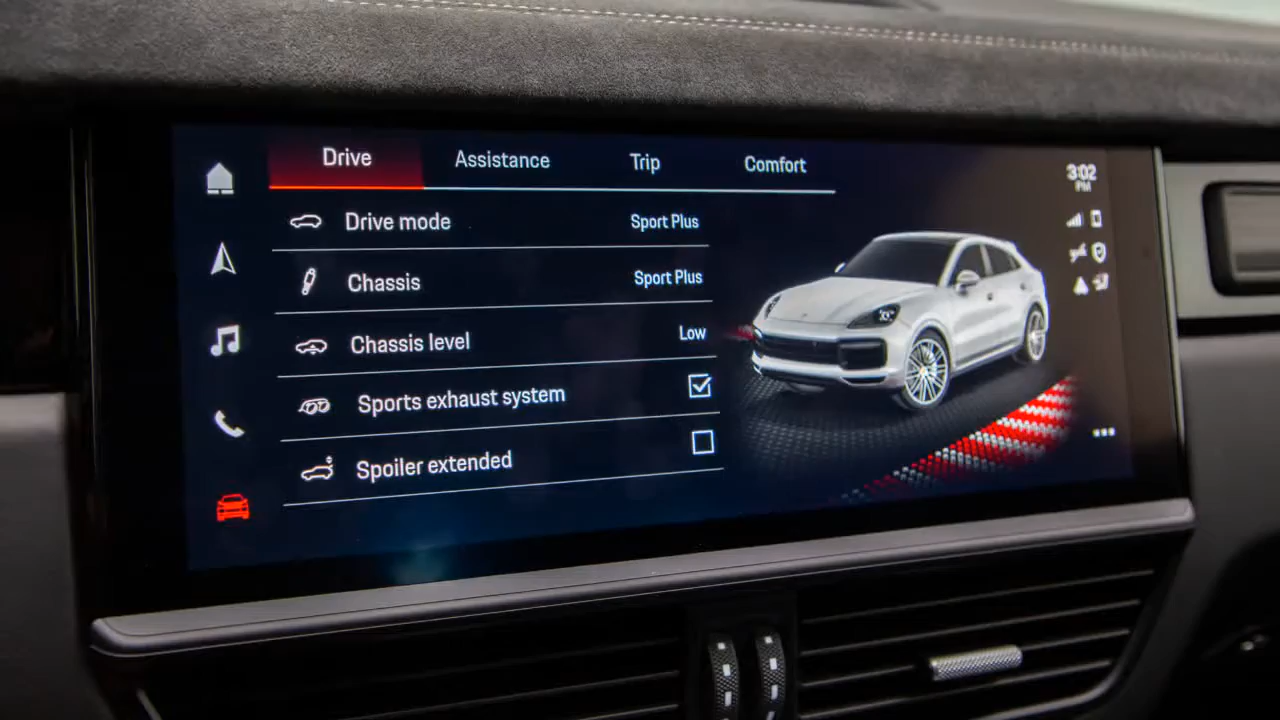 Drive Assistance Trip Comfort
3:02
PM
Drive mode Sport Plus
Chassis Sport Plus
Chassis level Low
Sports exhaust system
Spoiler extended